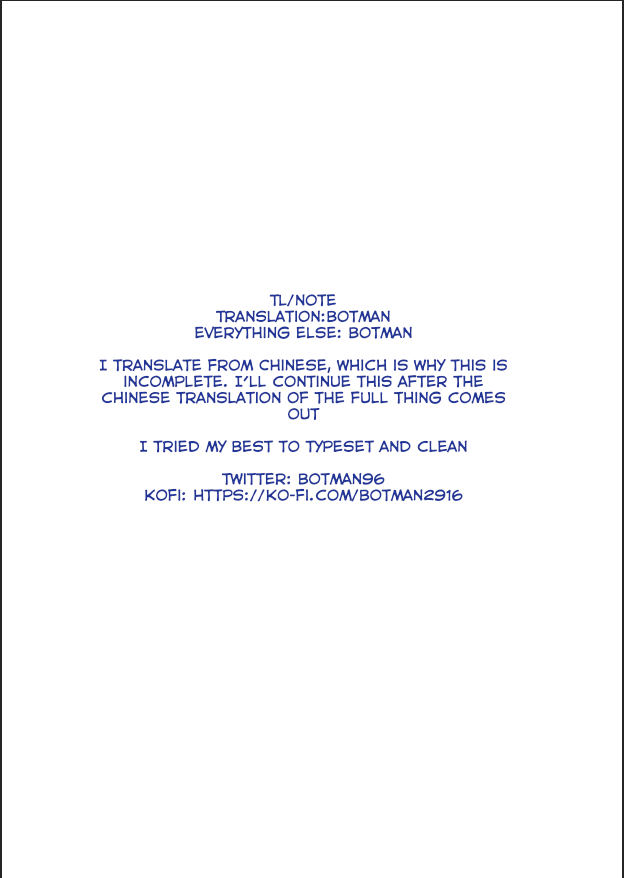 TL/NOTE
TRANSLATION:BOTMAN
EVERYTHING ELSE: BOTMAN
I TRANSLATE FROM CHINESE, WHICH IS WHY THIS IS
INCOMPLETE. I'LL CONTINUE THIS AFTER THE
CHINESE TRANSLATION OF THE FULL THING COMES
OUT
I TRIED MY BEST TO TYPESET AND CLEAN
TWITTER: BOTMAN96
KOFI: HTTPS://KO-FI.COM/BOTMAN2916